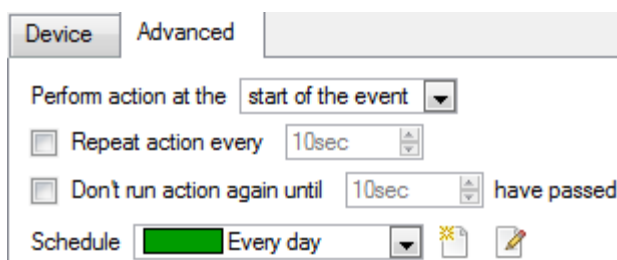 Device Advanced
Perform action at the start of the event
Repeat action every 10sec
Don't run action again until 10sec have passed
Schedule Every day